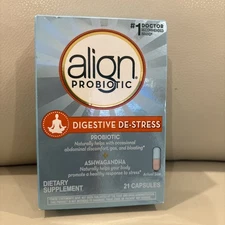 #1 DOCTOR
RECOMMENDED
BRAND*
align®
PROBIOTIC
DIGESTIVE DE-STRESS
PROBIOTIC
Naturally helps with occasional
abdominal discomfort, gas, and bloating*
ASHWAGANDHA
Naturally helps your body
promote a healthy response to stress*
DIETARY
SUPPLEMENT
21 CAPSULES